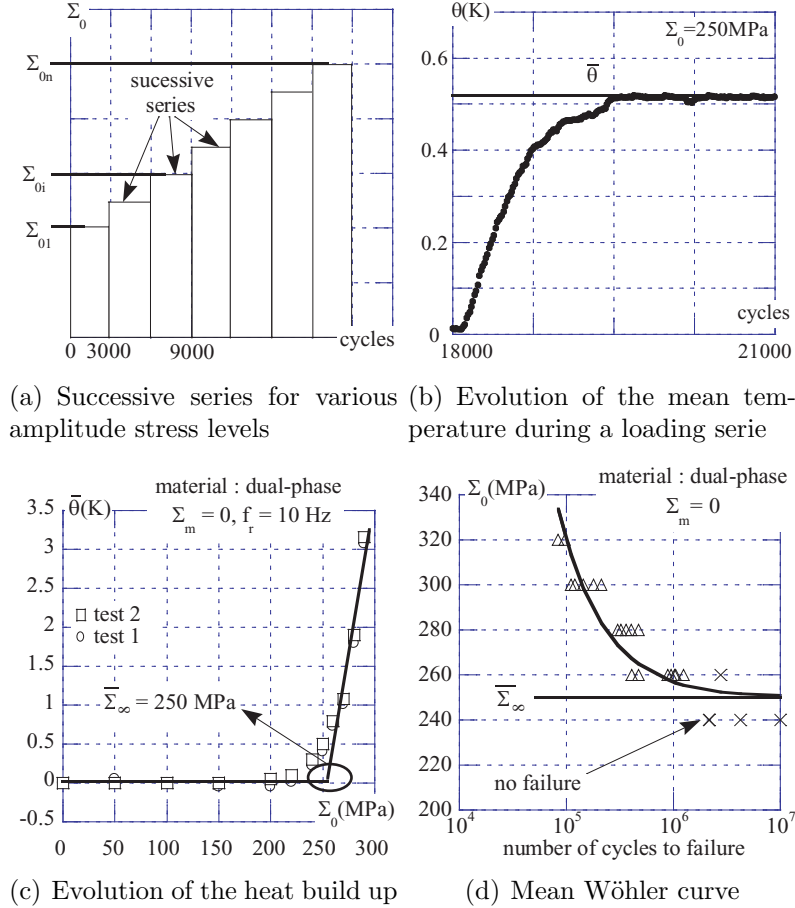 Σ0
Σ0n
sucessive
series
Σ0i
Σ01
0 3000 9000 cycles
(a) Successive series for various
amplitude stress levels
θ(K)
Σ0=250MPa
0.6
θ̅
0.4
0.2
0
cycles
18000 21000
(b) Evolution of the mean tem-
perature during a loading serie
θ̅(K)
material : dual-phase
Σm = 0, fr = 10 Hz
3.5
3
2.5
2
1.5
1
0.5
0
-0.5
test 2
test 1
Σ̅∞ = 250 MPa
Σ0(MPa)
0 50 100 150 200 250 300
(c) Evolution of the heat build up
Σ0(MPa)
material : dual-phase
Σm = 0
340
320
300
280
260
240
220
200
Σ̅∞
no failure
10^4 10^5 10^6 10^7
number of cycles to failure
(d) Mean Wöhler curve